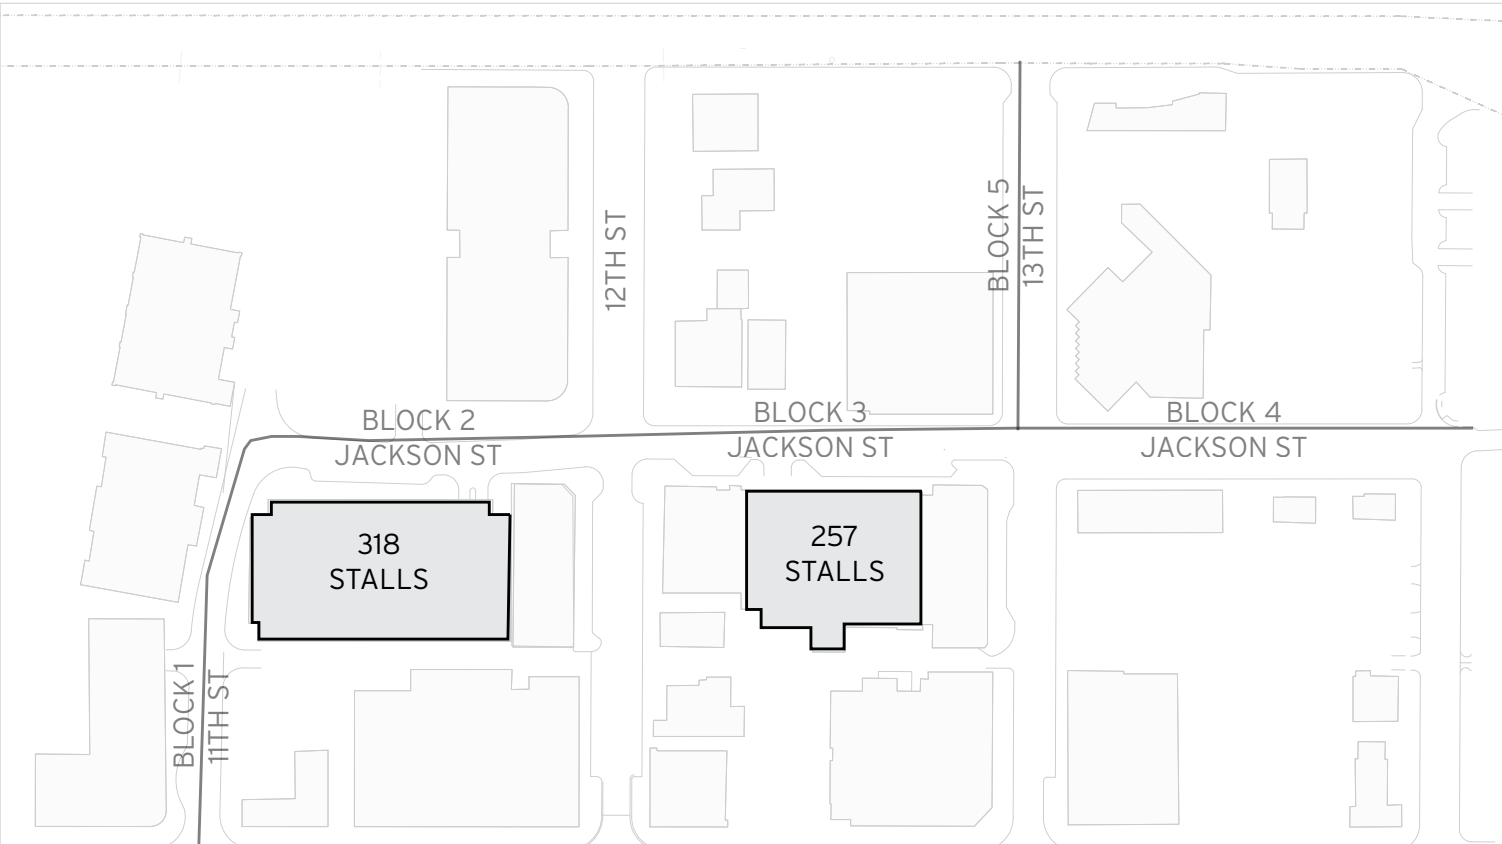 BLOCK 5
13TH ST
12TH ST
BLOCK 2
JACKSON ST
BLOCK 3
JACKSON ST
BLOCK 4
JACKSON ST
318
STALLS
257
STALLS
BLOCK 1
11TH ST